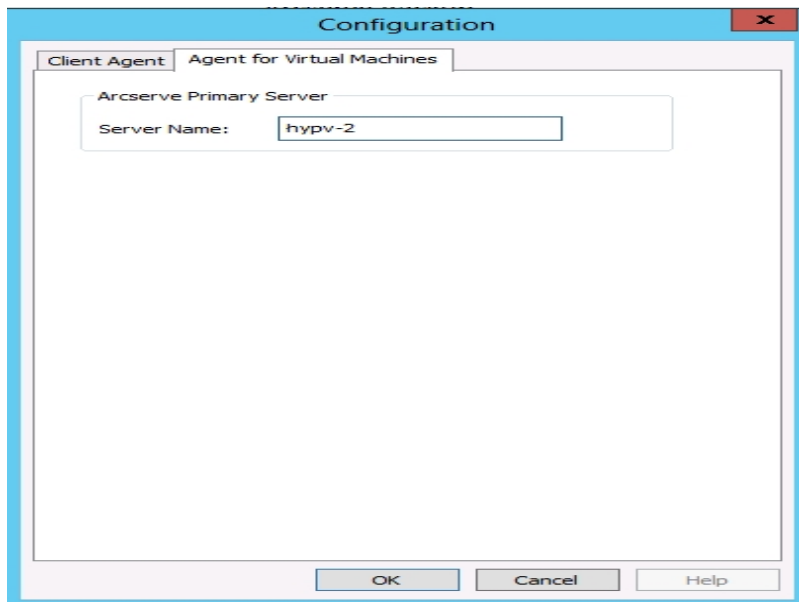 Configuration
x
Client Agent
Agent for Virtual Machines
Arcserve Primary Server
Server Name: hypv-2
OK
Cancel
Help